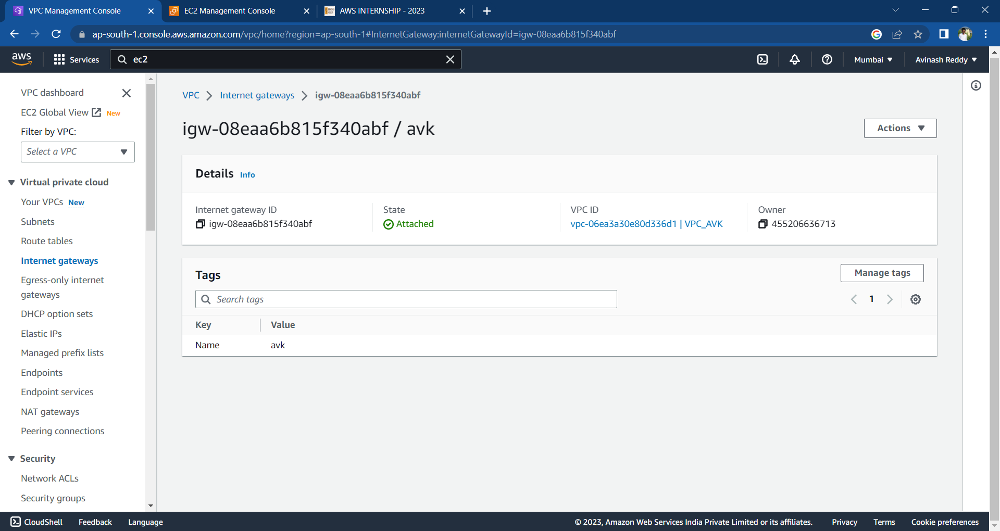 VPC Management Console
EC2 Management Console
AWS INTERNSHIP - 2023
ap-south-1.console.aws.amazon.com/vpc/home?region=ap-south-1#InternetGateway:internetGatewayId=igw-08eaa6b815f340abf
aws
Services
ec2
Mumbai
Avinash Reddy
VPC dashboard
EC2 Global View New
Filter by VPC:
Select a VPC
Virtual private cloud
Your VPCs New
Subnets
Route tables
Internet gateways
Egress-only internet
gateways
DHCP option sets
Elastic IPs
Managed prefix lists
Endpoints
Endpoint services
NAT gateways
Peering connections
Security
Network ACLs
Security groups
VPC > Internet gateways > igw-08eaa6b815f340abf
igw-08eaa6b815f340abf / avk
Actions
Details Info
Internet gateway ID
igw-08eaa6b815f340abf
State
Attached
VPC ID
vpc-06ea3a30e80d336d1 | VPC_AVK
Owner
455206636713
Tags
Manage tags
Search tags
1
Key Value
Name avk
CloudShell
Feedback
Language
© 2023, Amazon Web Services India Private Limited or its affiliates.
Privacy
Terms
Cookie preferences